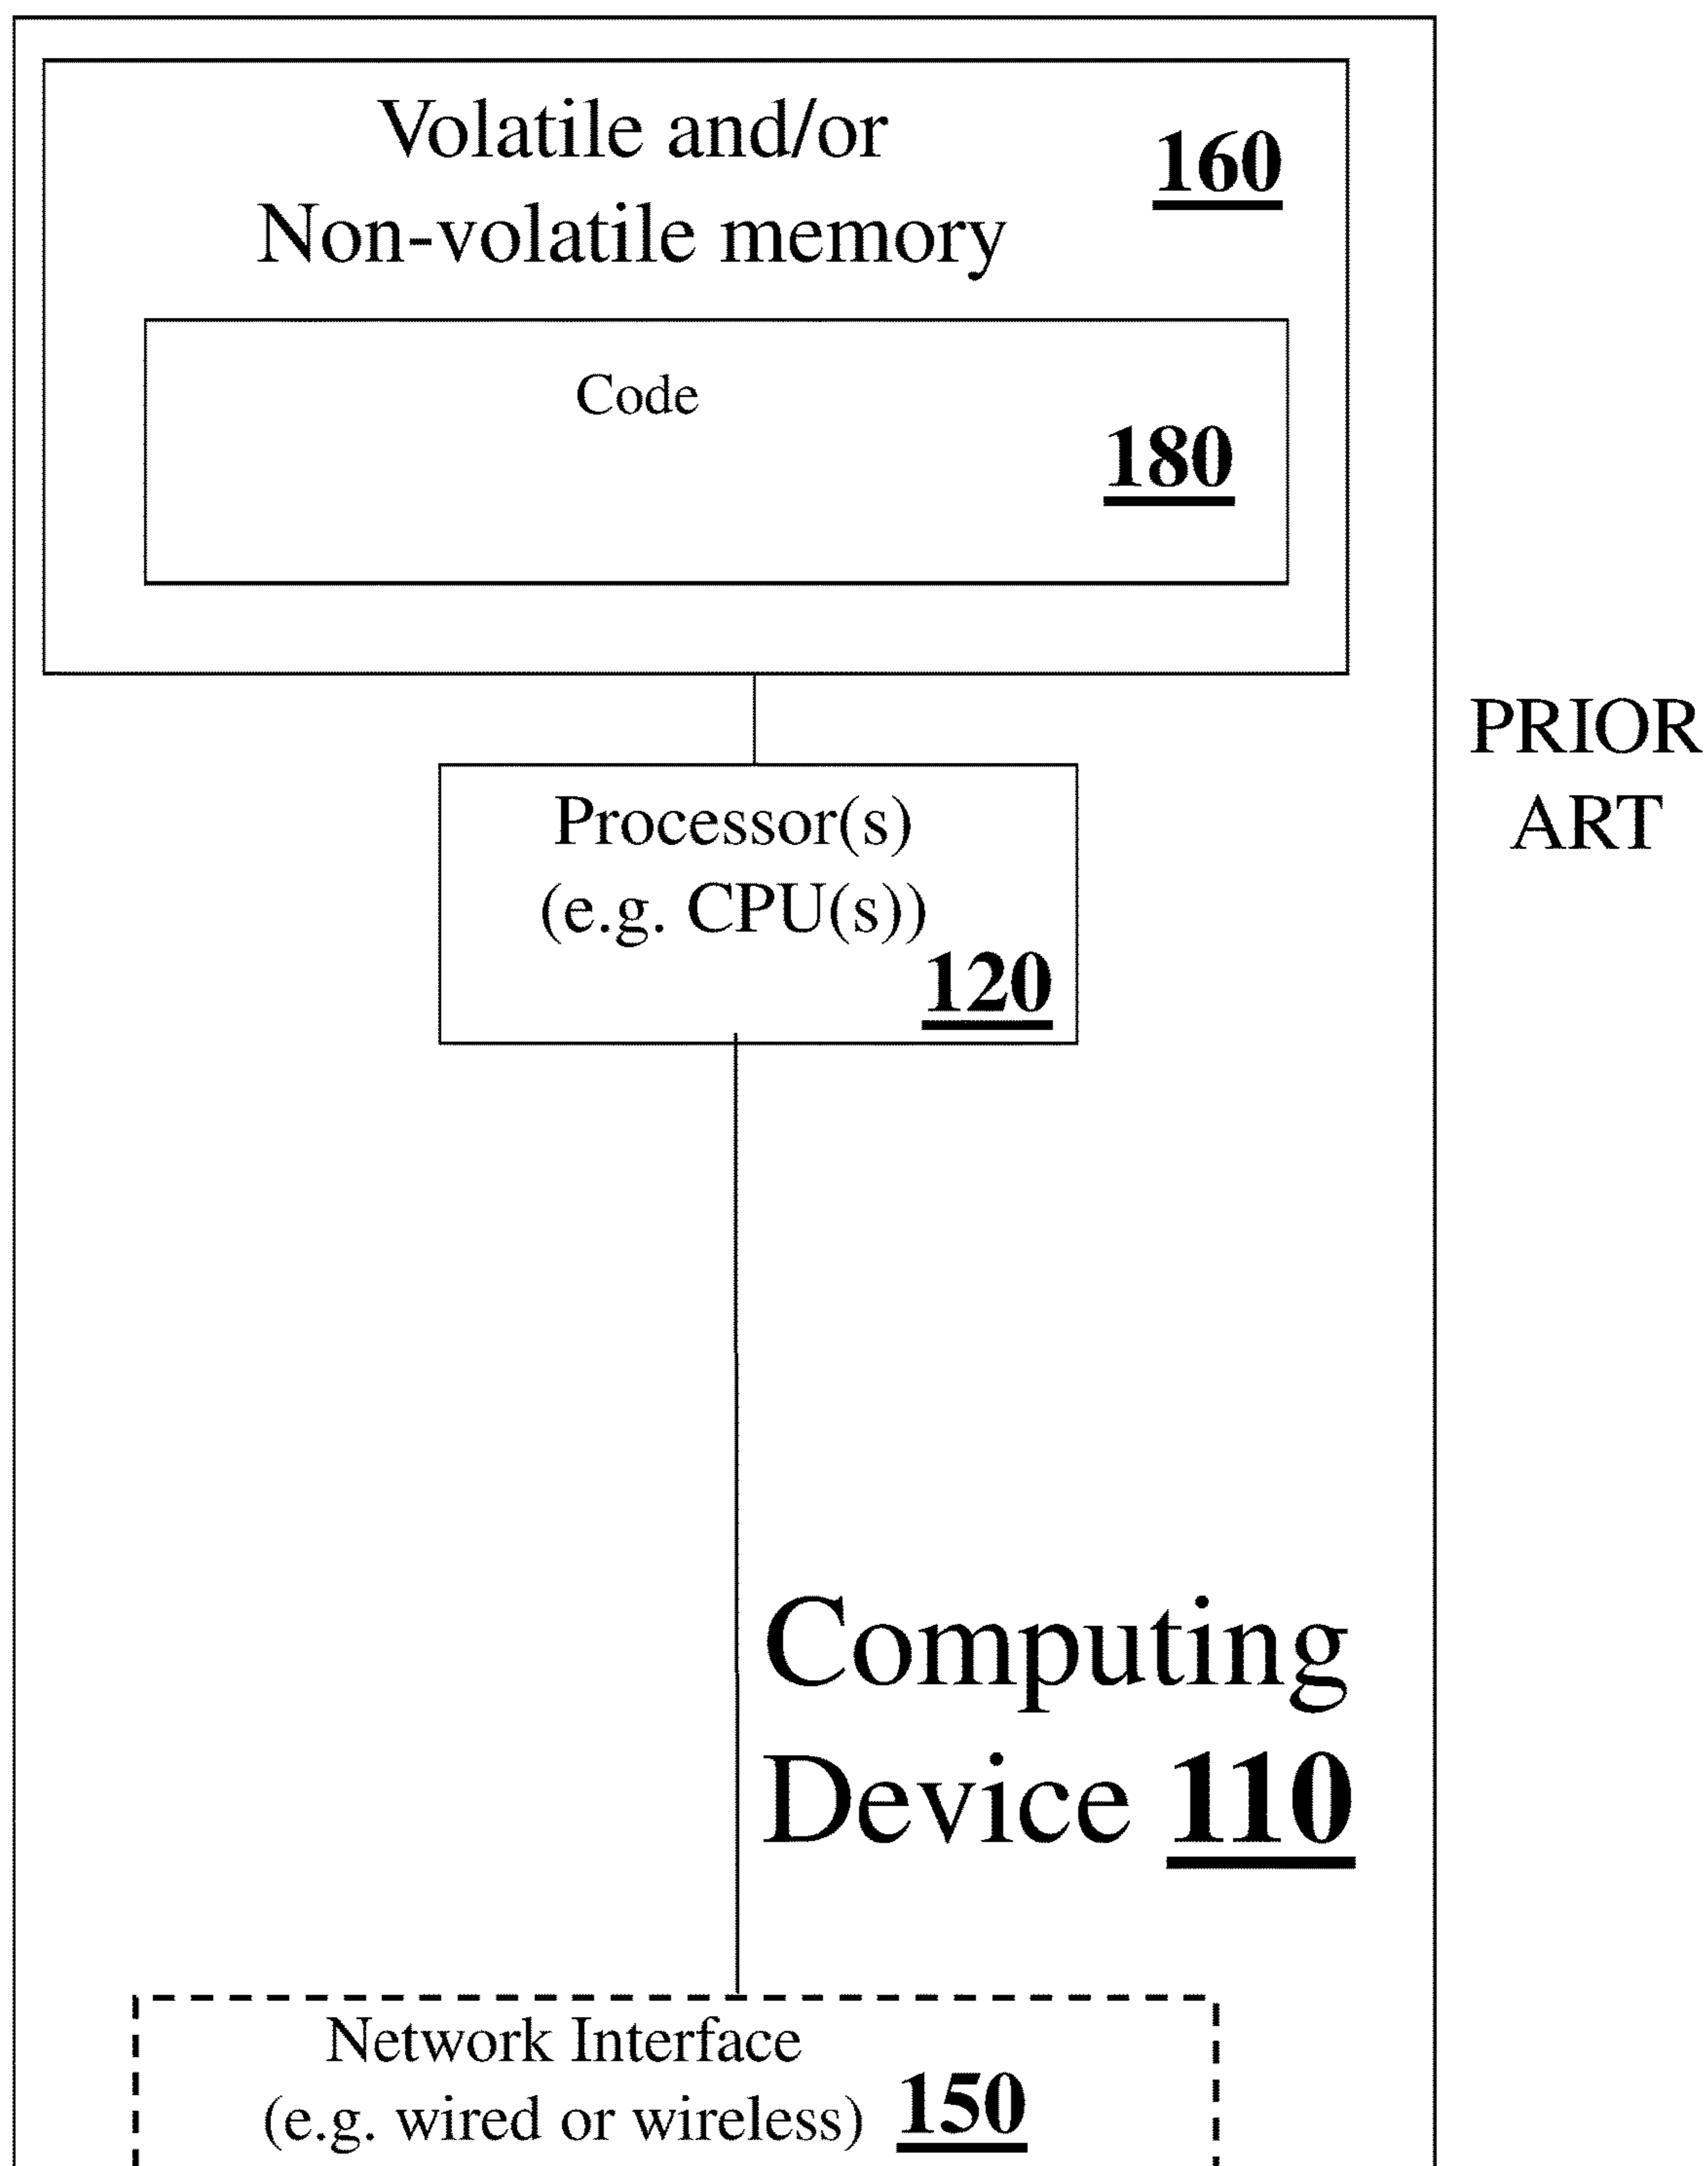 Volatile and/or
Non-volatile memory
160
Code
180
PRIOR
ART
Processor(s)
(e.g. CPU(s))
120
Computing
Device 110
Network Interface
(e.g. wired or wireless) 150